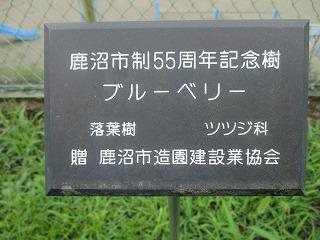 鹿沼市制55周年記念樹
ブルーベリー
落葉樹 ツツジ科
贈 鹿沼市造園建設業協会